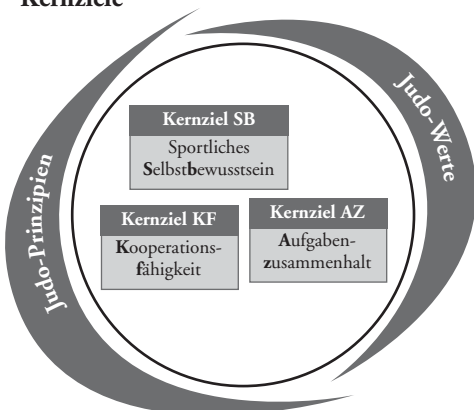 Kernziele
Judo-Prinzipien
Judo-Werte
Kernziel SB
Sportliches
Selbstbewusstsein
Kernziel KF
Kooperations-
fähigkeit
Kernziel AZ
Aufgaben-
zusammenhalt